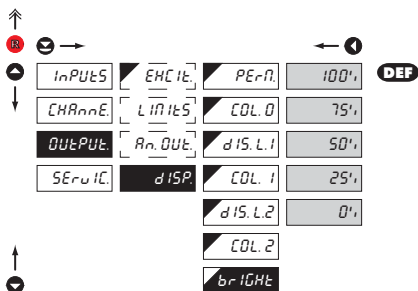 R
InPUtS EHCIt. PErM. 100% DEF
CHAnnE. LIMItS COL. 0 75%
OUtPUt. An. OUt. dIS. L.1 50%
SErvIC. dISP. COL. 1 25%
dIS. L.2 0%
COL. 2
brIGHt